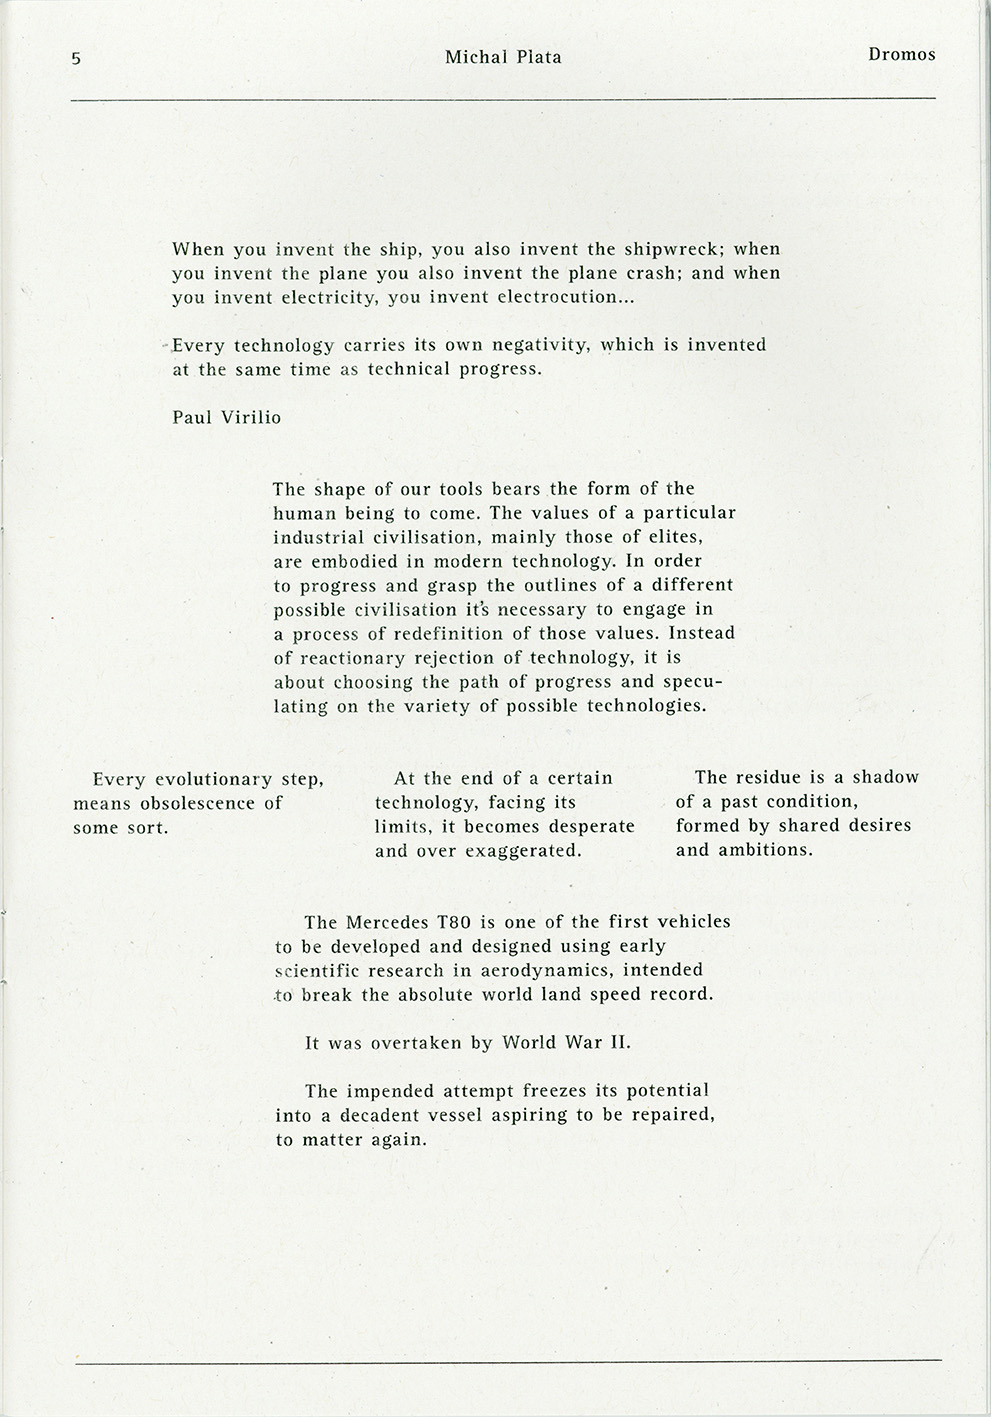 5
Michal Plata
Dromos
When you invent the ship, you also invent the shipwreck; when
you invent the plane you also invent the plane crash; and when
you invent electricity, you invent electrocution...
Every technology carries its own negativity, which is invented
at the same time as technical progress.
Paul Virilio
The shape of our tools bears the form of the
human being to come. The values of a particular
industrial civilisation, mainly those of elites,
are embodied in modern technology. In order
to progress and grasp the outlines of a different
possible civilisation it's necessary to engage in
a process of redefinition of those values. Instead
of reactionary rejection of technology, it is
about choosing the path of progress and specu-
lating on the variety of possible technologies.
Every evolutionary step,
means obsolescence of
some sort.
At the end of a certain
technology, facing its
limits, it becomes desperate
and over exaggerated.
The residue is a shadow
of a past condition,
formed by shared desires
and ambitions.
The Mercedes T80 is one of the first vehicles
to be developed and designed using early
scientific research in aerodynamics, intended
to break the absolute world land speed record.
It was overtaken by World War II.
The impended attempt freezes its potential
into a decadent vessel aspiring to be repaired,
to matter again.